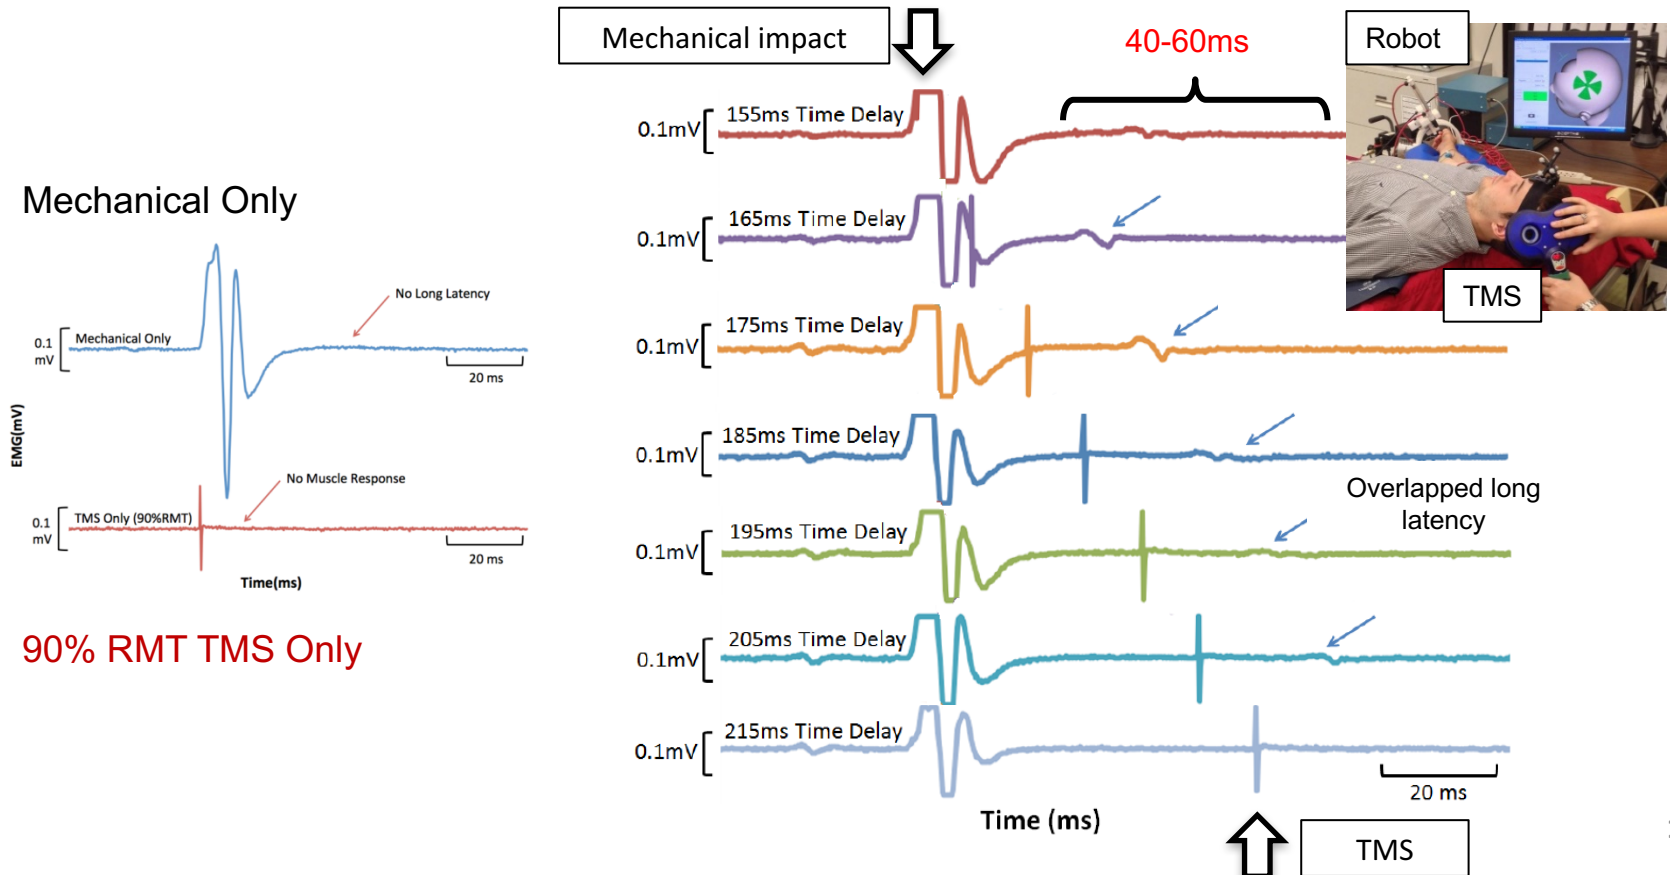 Mechanical impact
40-60ms
Robot
TMS
Mechanical Only
No Long Latency
0.1
mV
Mechanical Only
20 ms
EMG(mV)
No Muscle Response
0.1
mV
TMS Only (90%RMT)
20 ms
Time(ms)
90% RMT TMS Only
0.1mV
155ms Time Delay
0.1mV
165ms Time Delay
0.1mV
175ms Time Delay
0.1mV
185ms Time Delay
Overlapped long
latency
0.1mV
195ms Time Delay
0.1mV
205ms Time Delay
0.1mV
215ms Time Delay
20 ms
Time (ms)
TMS